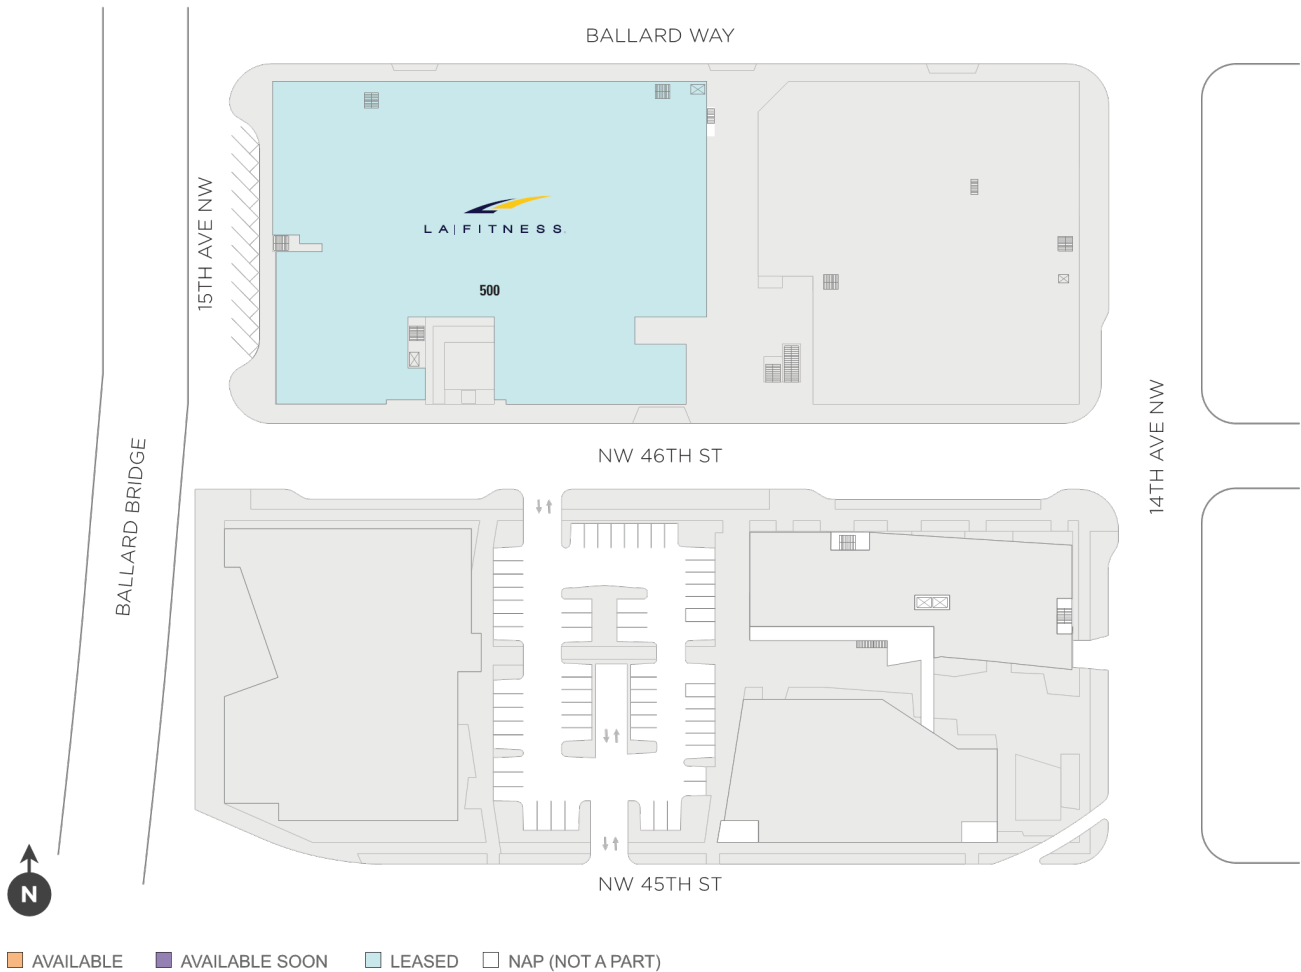 BALLARD WAY
15TH AVE NW
LA|FITNESS
500
BALLARD BRIDGE
NW 46TH ST
14TH AVE NW
NW 45TH ST
N
AVAILABLE
AVAILABLE SOON
LEASED
NAP (NOT A PART)